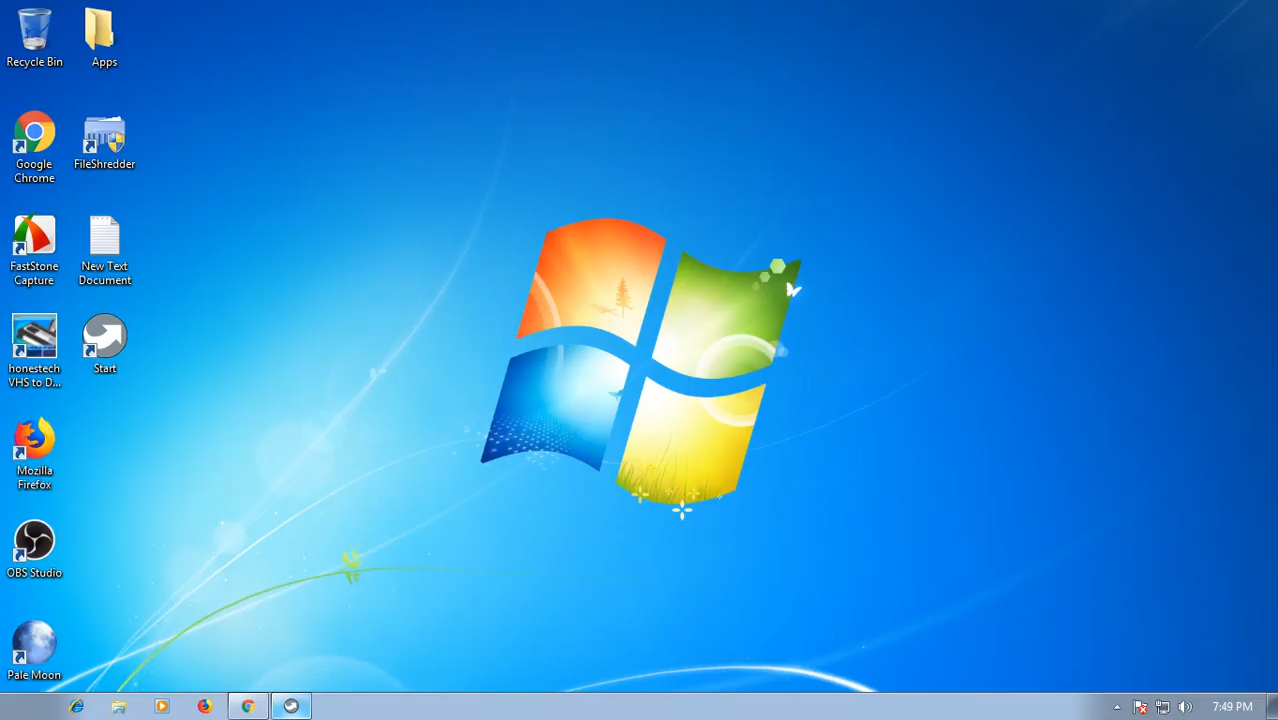 Recycle Bin
Apps
Google
Chrome
FileShredder
FastStone
Capture
New Text
Document
honestech
VHS to D...
Start
Mozilla
Firefox
OBS Studio
Pale Moon
7:49 PM